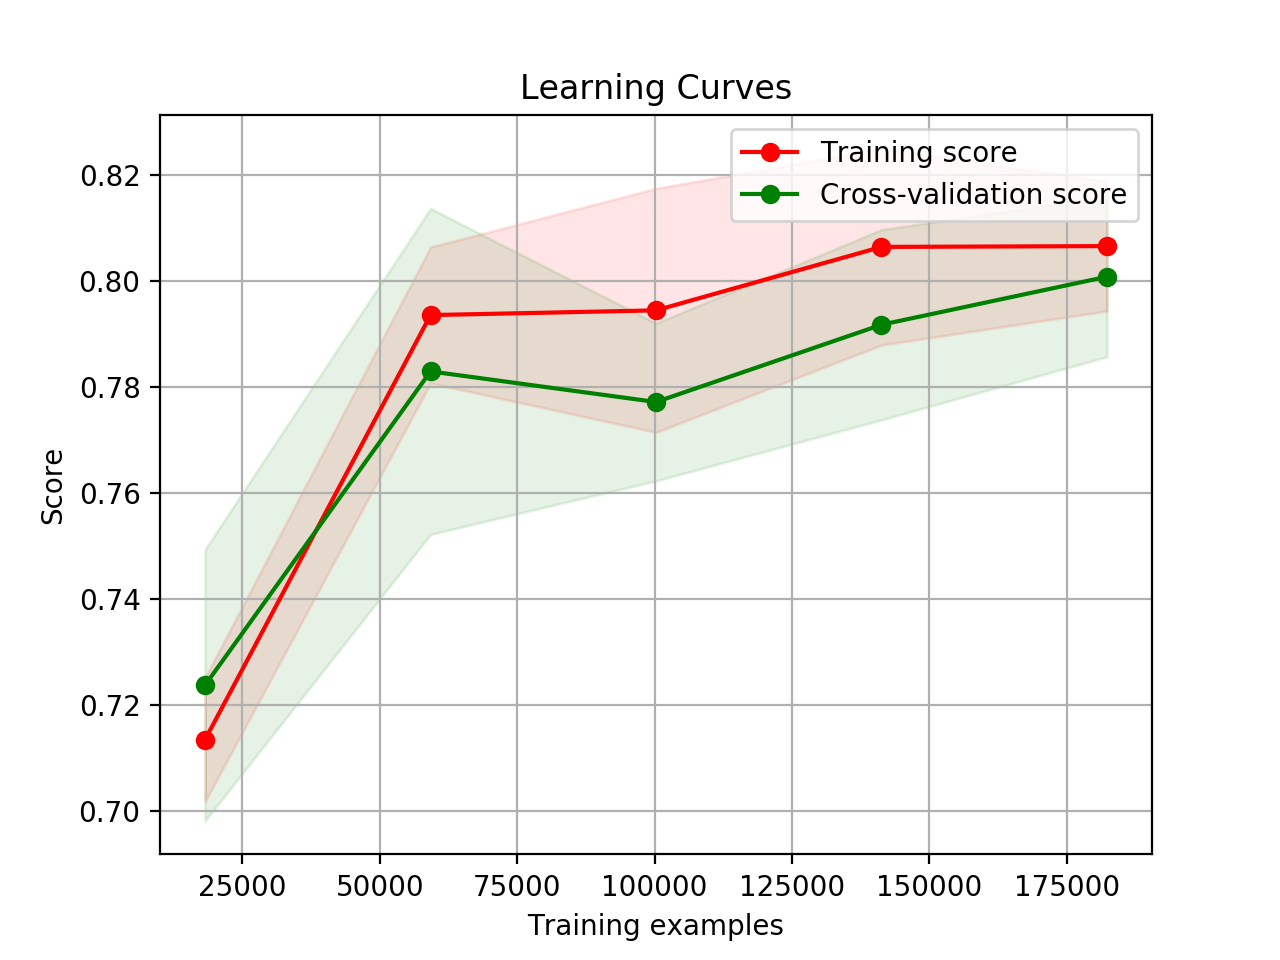 Learning Curves
Training score
Cross-validation score
0.82
0.80
0.78
0.76
0.74
0.72
0.70
Score
25000 50000 75000 100000 125000 150000 175000
Training examples